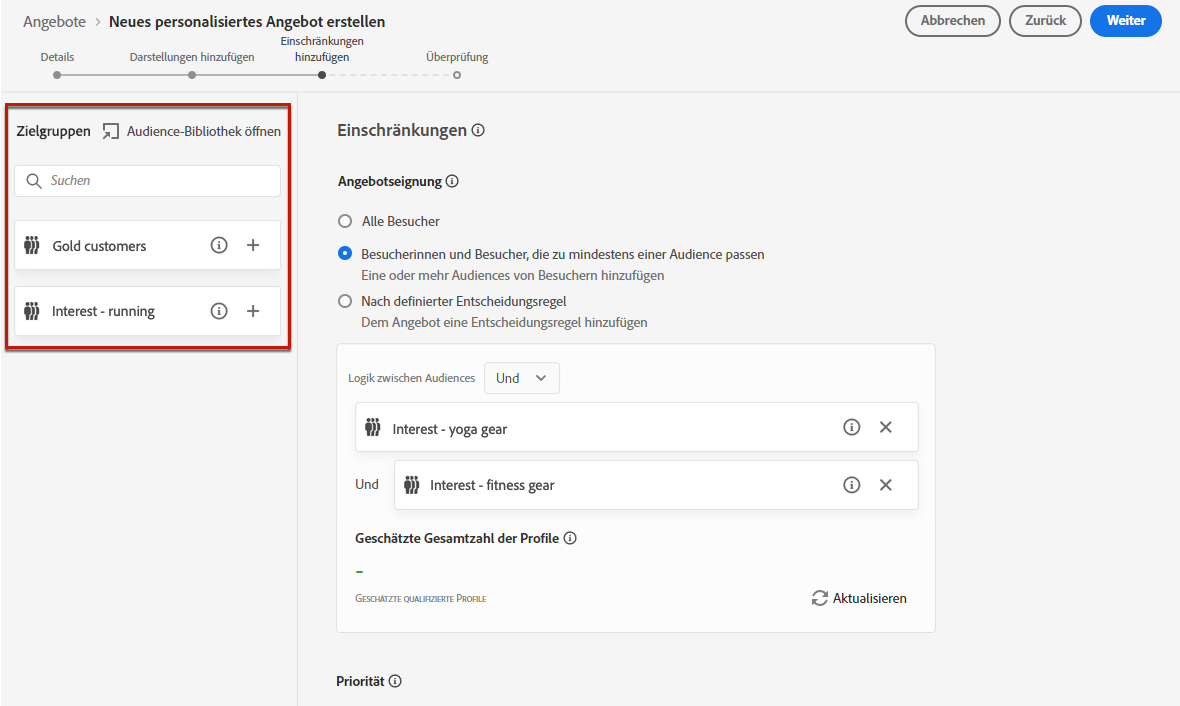 Angebote > Neues personalisiertes Angebot erstellen
Abbrechen
Zurück
Weiter
Details
Darstellungen hinzufügen
Einschränkungen
hinzufügen
Überprüfung
Zielgruppen Audience-Bibliothek öffnen
Suchen
Gold customers
Interest - running
Einschränkungen
Angebotseignung
Alle Besucher
Besucherinnen und Besucher, die zu mindestens einer Audience passen
Eine oder mehr Audiences von Besuchern hinzufügen
Nach definierter Entscheidungsregel
Dem Angebot eine Entscheidungsregel hinzufügen
Logik zwischen Audiences Und
Interest - yoga gear
Und Interest - fitness gear
Geschätzte Gesamtzahl der Profile
–
Geschätzte qualifizierte Profile
Aktualisieren
Priorität